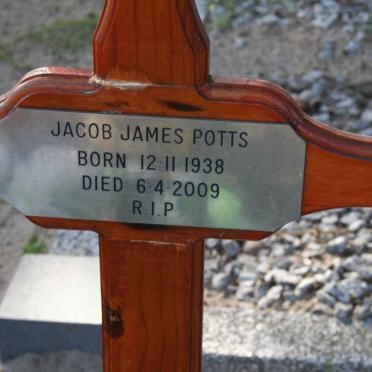 JACOB JAMES POTTS
BORN 12·11·1938
DIED 6·4·2009
R.I.P